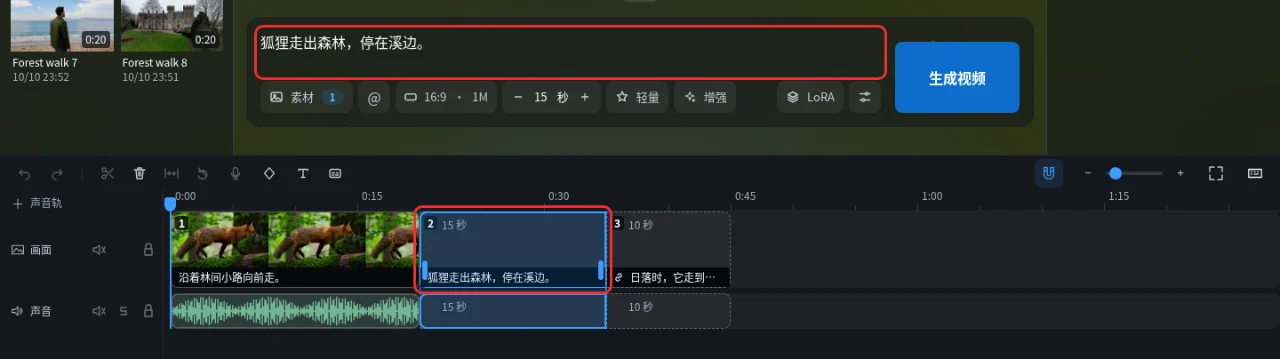 0:20
0:20
Forest walk 7
Forest walk 8
10/10 23:52
10/10 23:51
狐狸走出森林，停在溪边。
素材 1 @ 16:9 · 1M − 15 秒 + 轻量 增强 LoRA
生成视频
0:00 0:15 0:30 0:45 1:00 1:15
+ 声音轨
画面
1
沿着林间小路向前走。
2 15 秒
狐狸走出森林，停在溪边。
3 10 秒
日落时，它走到…
声音 S
15 秒
10 秒